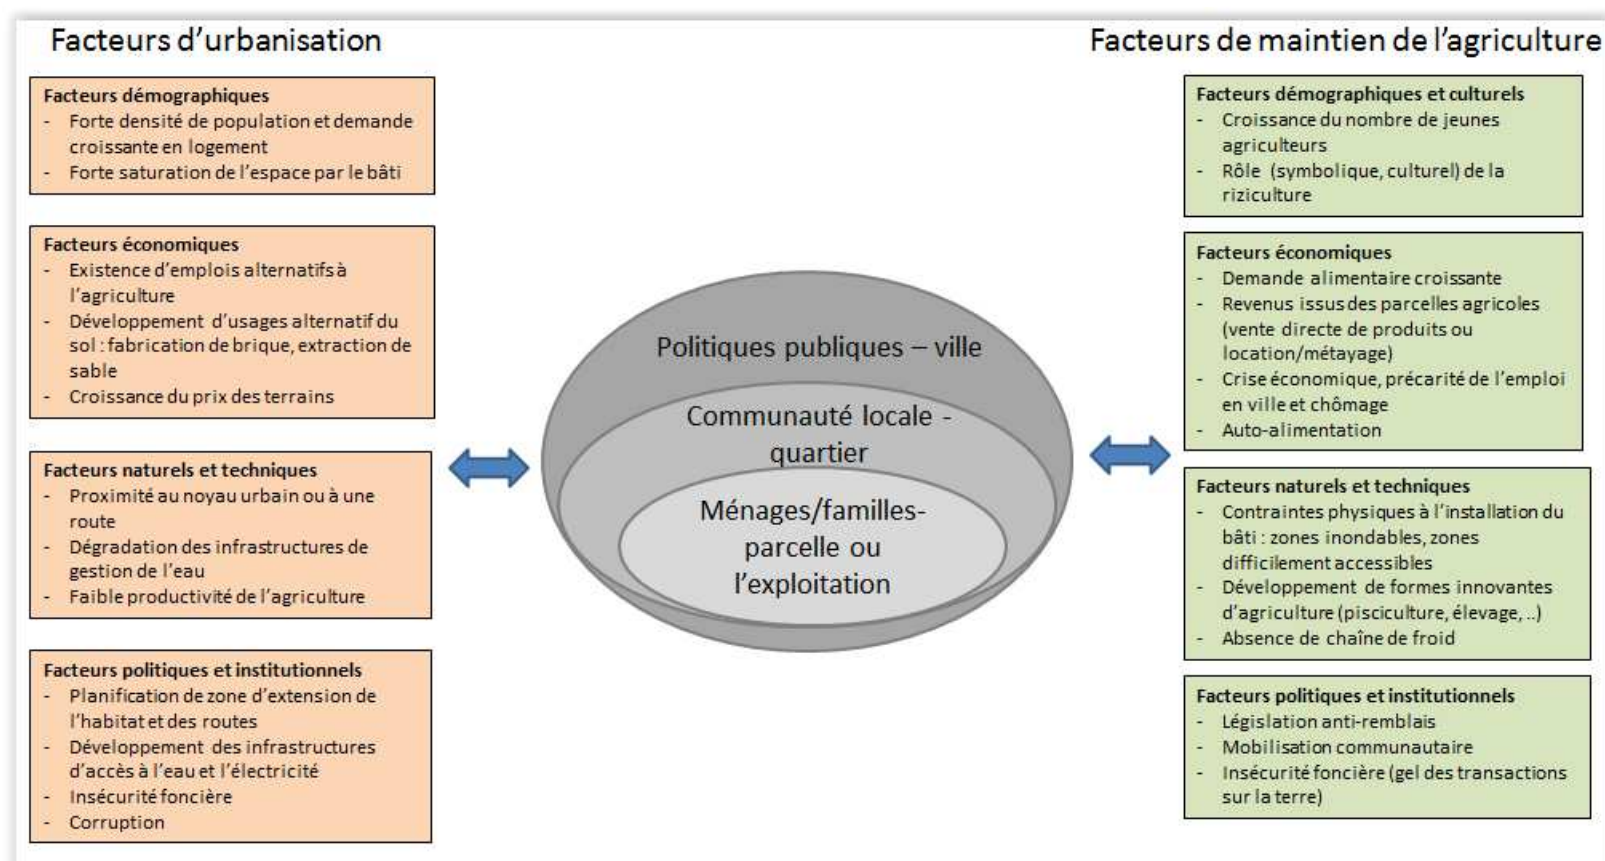 Facteurs d'urbanisation
Facteurs démographiques
- Forte densité de population et demande
croissante en logement
- Forte saturation de l'espace par le bâti
Facteurs économiques
- Existence d'emplois alternatifs à
l'agriculture
- Développement d'usages alternatif du
sol : fabrication de brique, extraction de
sable
- Croissance du prix des terrains
Facteurs naturels et techniques
- Proximité au noyau urbain ou à une
route
- Dégradation des infrastructures de
gestion de l'eau
- Faible productivité de l'agriculture
Facteurs politiques et institutionnels
- Planification de zone d'extension de
l'habitat et des routes
- Développement des infrastructures
d'accès à l'eau et l'électricité
- Insécurité foncière
- Corruption
Politiques publiques – ville
Communauté locale -
quartier
Ménages/familles-
parcelle ou
l'exploitation
Facteurs de maintien de l'agriculture
Facteurs démographiques et culturels
- Croissance du nombre de jeunes
agriculteurs
- Rôle (symbolique, culturel) de la
riziculture
Facteurs économiques
- Demande alimentaire croissante
- Revenus issus des parcelles agricoles
(vente directe de produits ou
location/métayage)
- Crise économique, précarité de l'emploi
en ville et chômage
- Auto-alimentation
Facteurs naturels et techniques
- Contraintes physiques à l'installation du
bâti : zones inondables, zones
difficilement accessibles
- Développement de formes innovantes
d'agriculture (pisciculture, élevage, ..)
- Absence de chaîne de froid
Facteurs politiques et institutionnels
- Législation anti-remblais
- Mobilisation communautaire
- Insécurité foncière (gel des transactions
sur la terre)